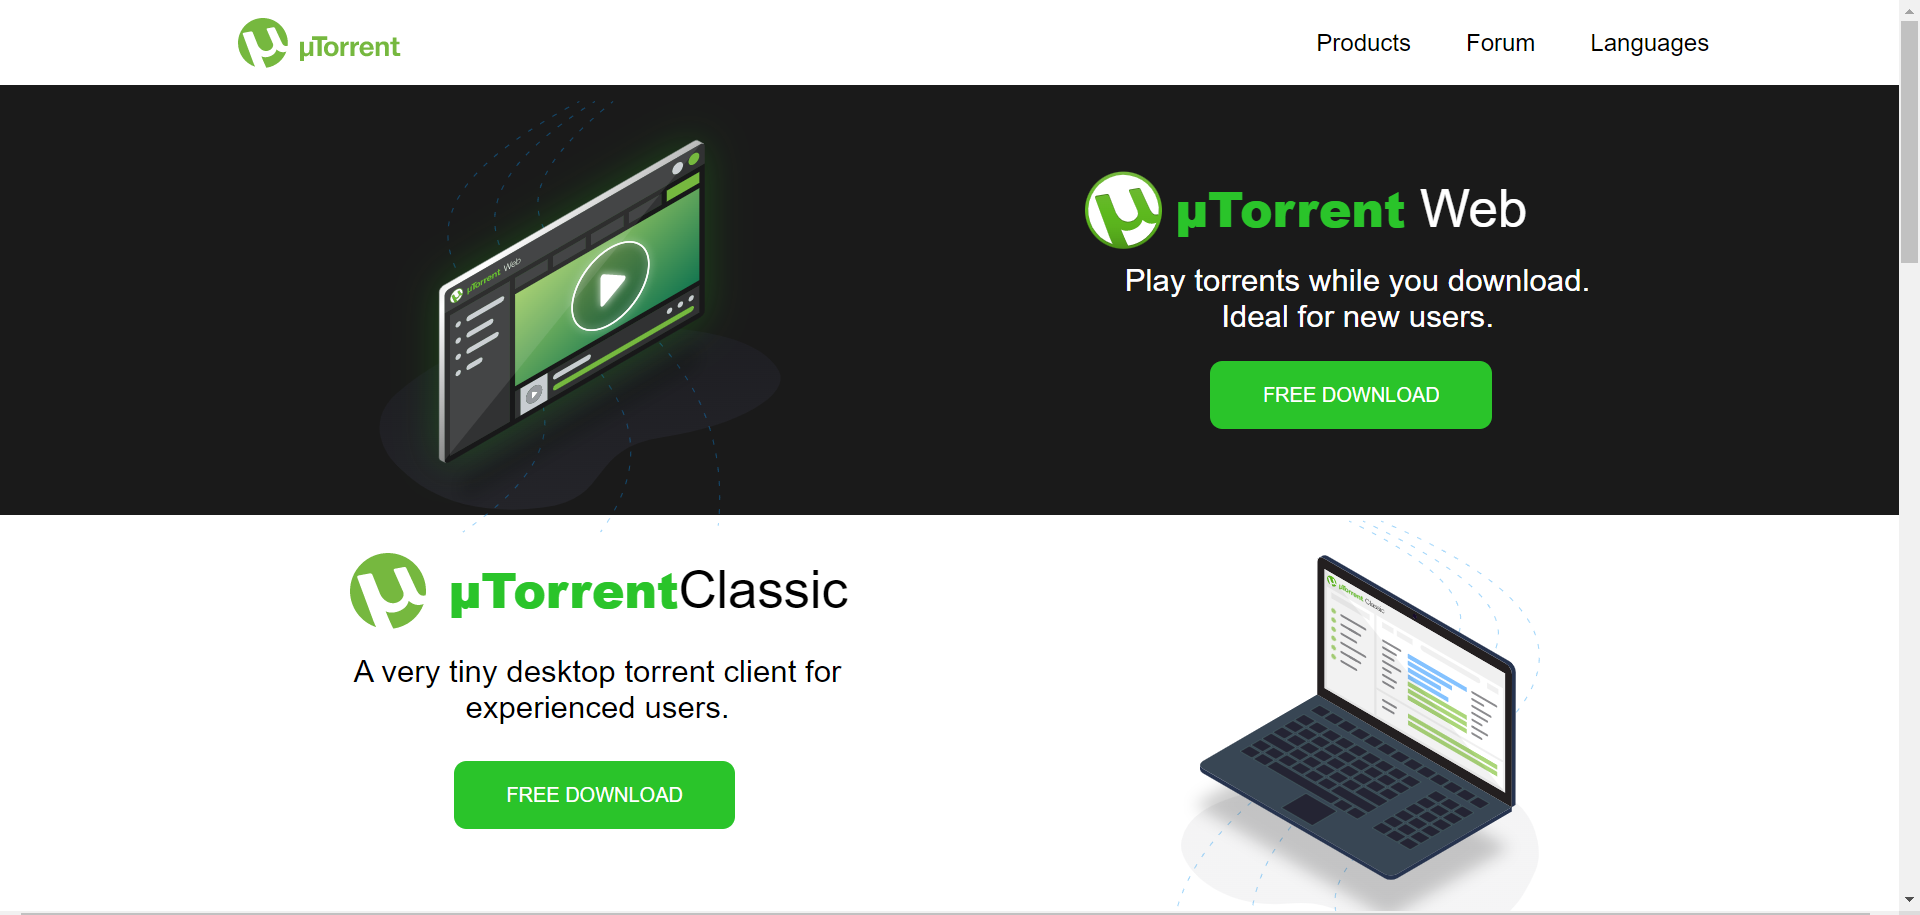 µTorrent
Products
Forum
Languages
µTorrent Web
µTorrent Web
Play torrents while you download.
Ideal for new users.
FREE DOWNLOAD
µTorrentClassic
A very tiny desktop torrent client for
experienced users.
FREE DOWNLOAD
µTorrent Classic